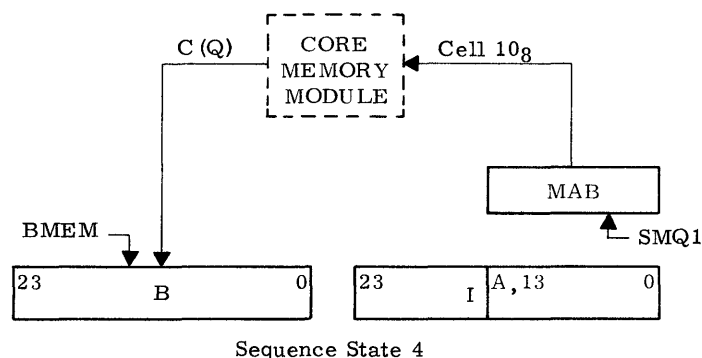 C (Q)
CORE
MEMORY
MODULE
Cell 10₈
MAB
BMEM
SMQ1
23 B 0
23 I A, 13 0
Sequence State 4